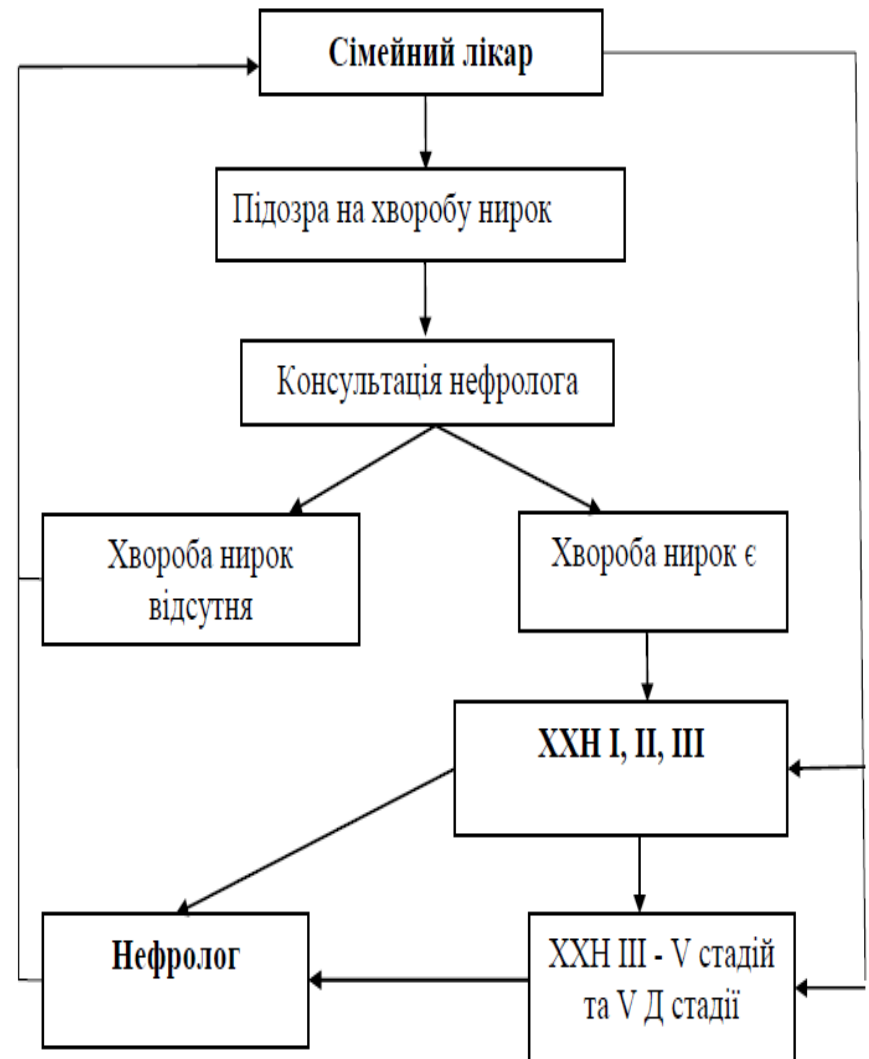 Сімейний лікар
Підозра на хворобу нирок
Консультація нефролога
Хвороба нирок
відсутня
Хвороба нирок є
ХХН I, II, III
Нефролог
ХХН III - V стадій
та V Д стадії